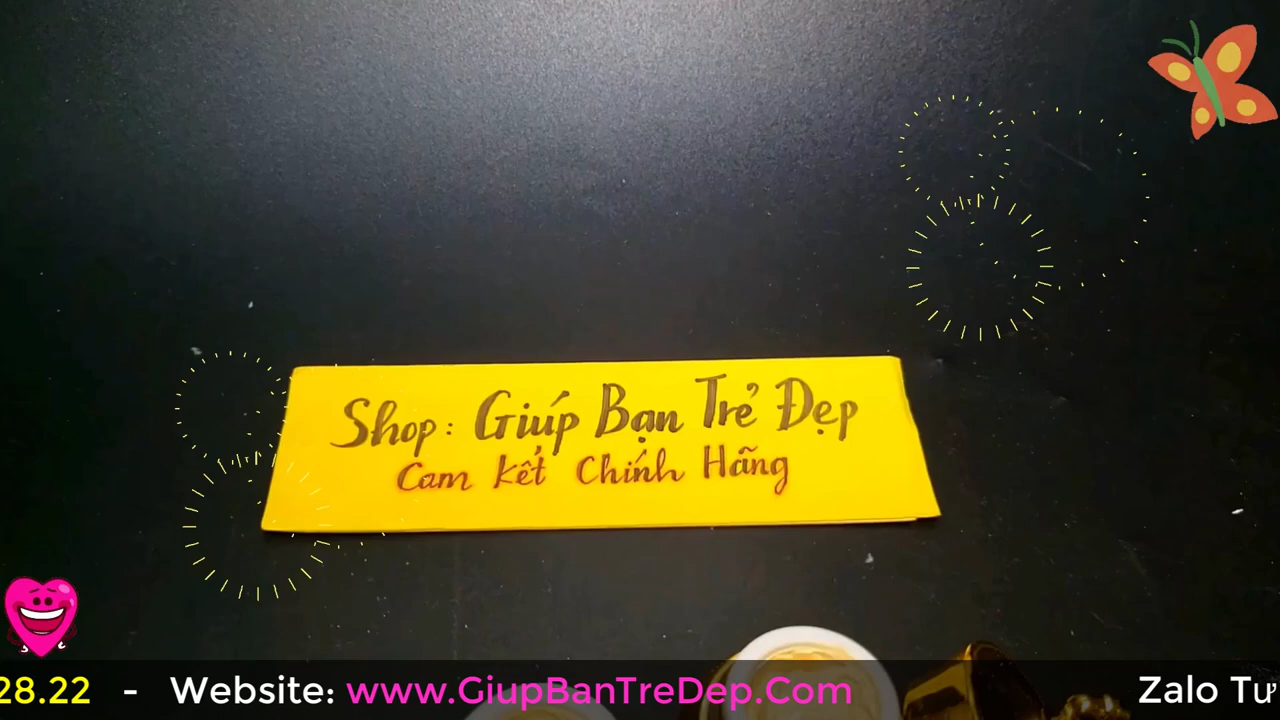 Shop: Giúp Bạn Trẻ Đẹp
Cam kết Chính Hãng
28.22 - Website: www.GiupBanTreDep.Com Zalo Tư